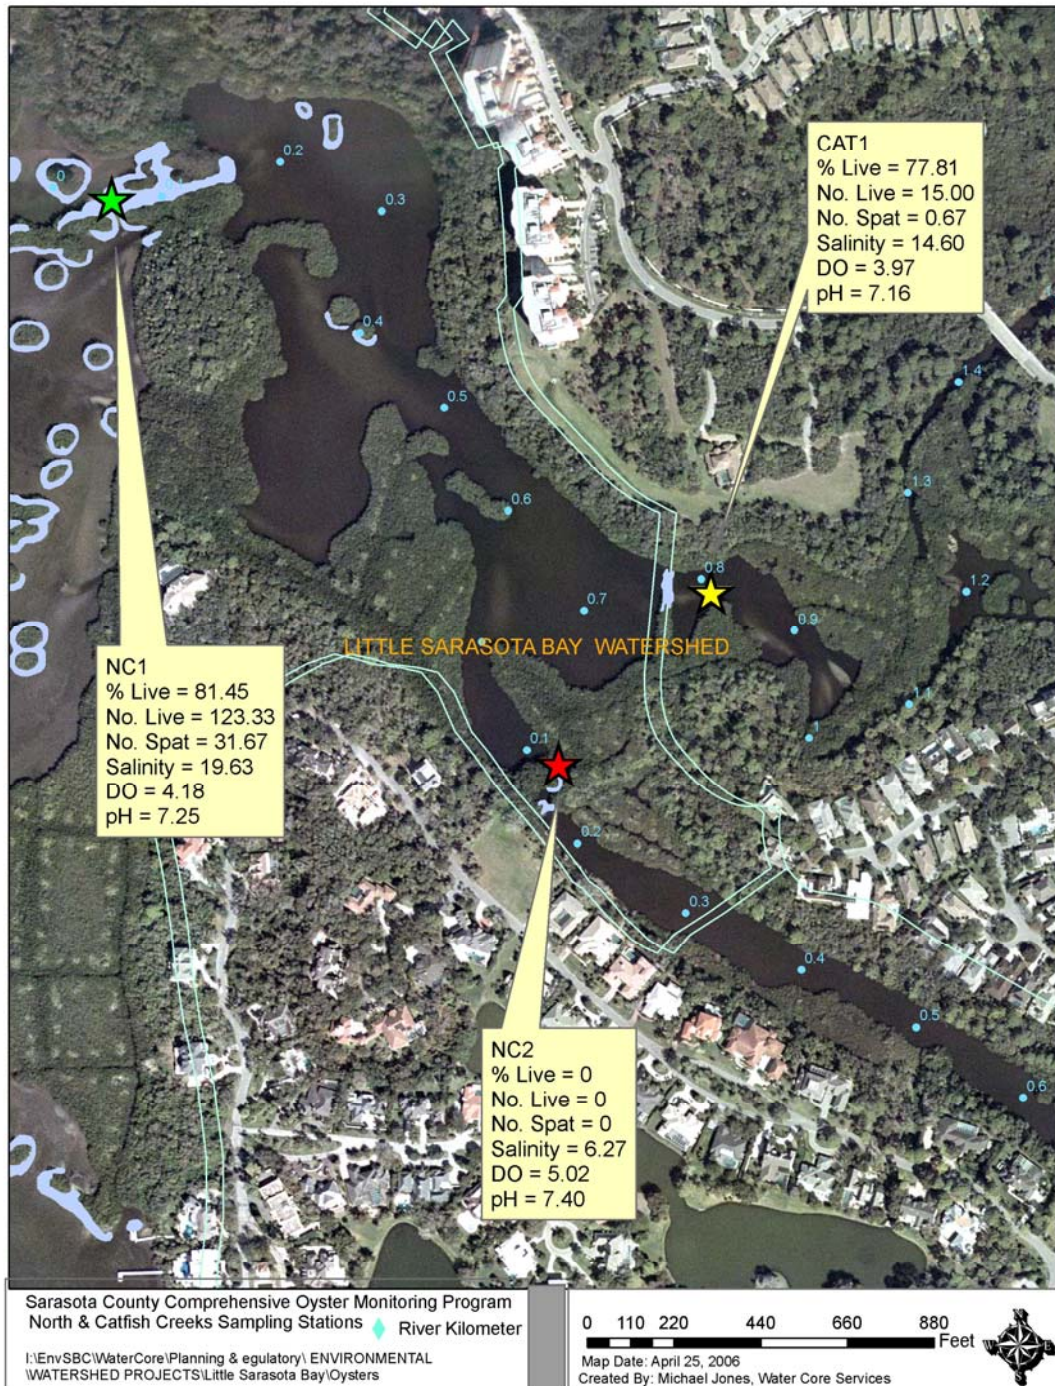 0
0.2
0.3
0.4
0.5
0.6
0.7
0.8
0.9
1
1.1
1.2
1.3
1.4
CAT1
% Live = 77.81
No. Live = 15.00
No. Spat = 0.67
Salinity = 14.60
DO = 3.97
pH = 7.16
LITTLE SARASOTA BAY WATERSHED
NC1
% Live = 81.45
No. Live = 123.33
No. Spat = 31.67
Salinity = 19.63
DO = 4.18
pH = 7.25
0.1
0.2
0.3
0.4
0.5
0.6
NC2
% Live = 0
No. Live = 0
No. Spat = 0
Salinity = 6.27
DO = 5.02
pH = 7.40
Sarasota County Comprehensive Oyster Monitoring Program
North & Catfish Creeks Sampling Stations
River Kilometer
I:\EnvSBC\WaterCore\Planning & egulatory\ ENVIRONMENTAL
\WATERSHED PROJECTS\Little Sarasota Bay\Oysters
0 110 220 440 660 880
Feet
Map Date: April 25, 2006
Created By: Michael Jones, Water Core Services